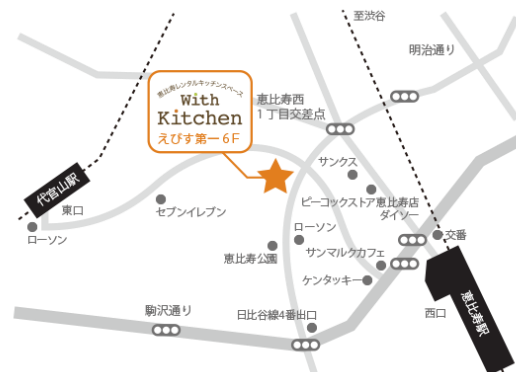 至渋谷
明治通り
恵比寿レンタルキッチンスペース
With
Kitchen
えびす第一6F
恵比寿西
1丁目交差点
サンクス
ピーコックストア恵比寿店
ダイソー
代官山駅
東口
ローソン
セブンイレブン
恵比寿公園
ローソン
サンマルクカフェ
ケンタッキー
交番
恵比寿駅
西口
駒沢通り
日比谷線4番出口